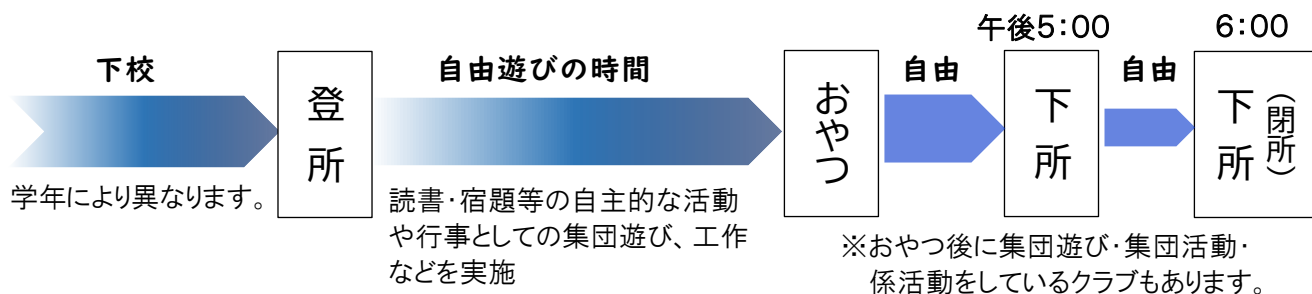 下校
学年により異なります。
登所
自由遊びの時間
読書・宿題等の自主的な活動
や行事としての集団遊び、工作
などを実施
おやつ
自由
午後5:00
下所
自由
6:00
下所
(閉所)
※おやつ後に集団遊び・集団活動・
係活動をしているクラブもあります。